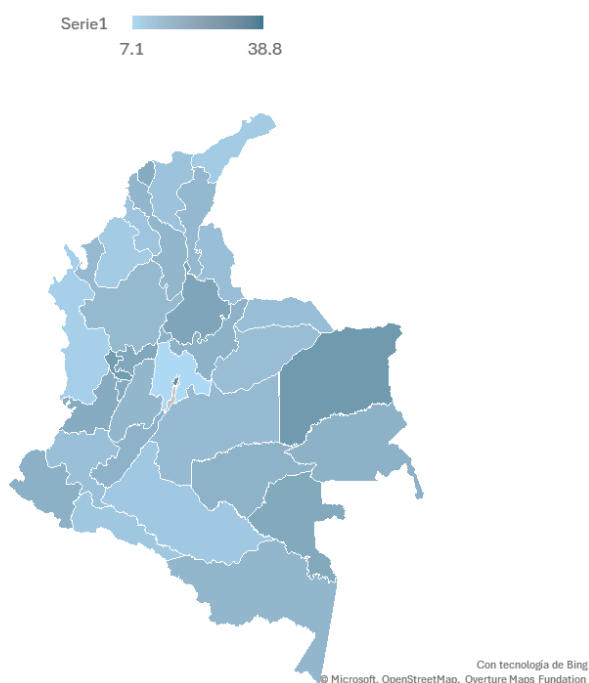 Serie1
7.1 38.8
Con tecnología de Bing
© Microsoft, OpenStreetMap, Overture Maps Fundation